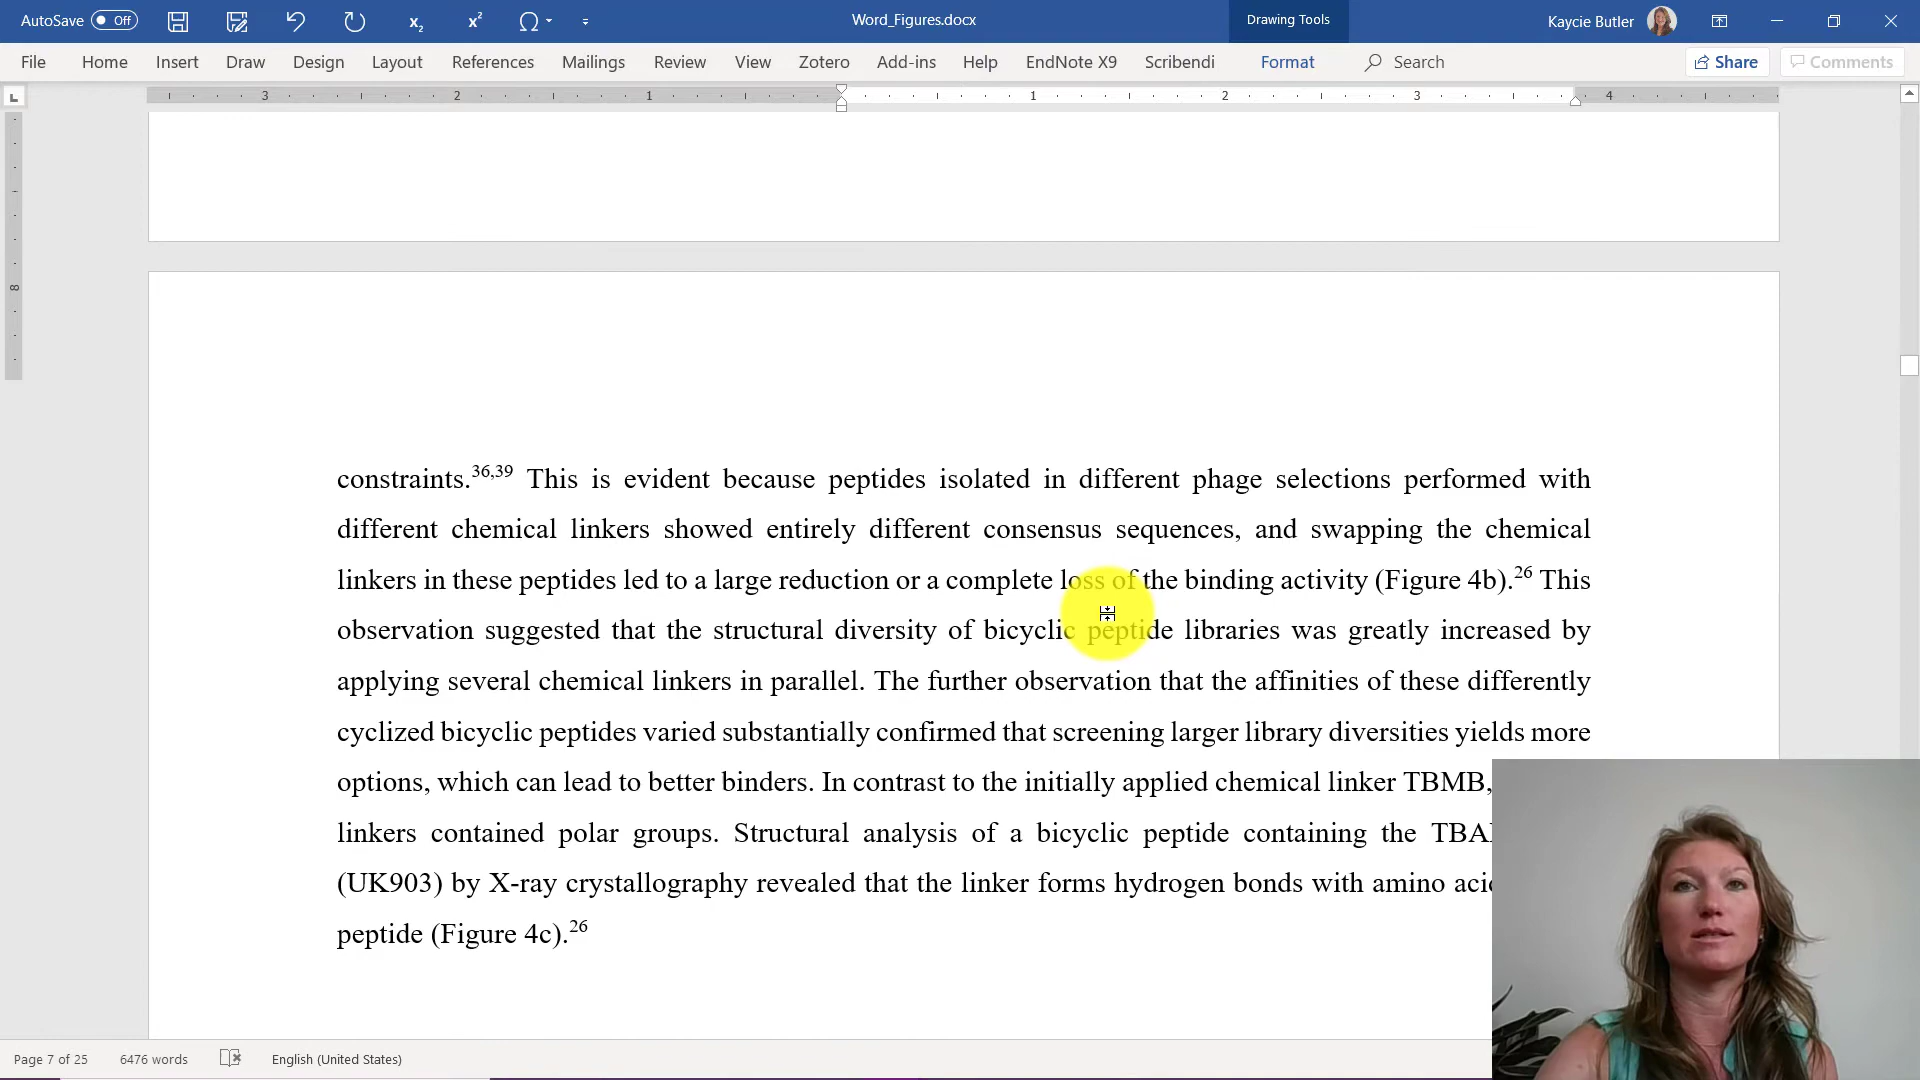 AutoSave Off Word_Figures.docx Drawing Tools Kaycie Butler
File Home Insert Draw Design Layout References Mailings Review View Zotero Add-ins Help EndNote X9 Scribendi Format Search Share Comments
3 2 1 1 2 3 4
8
constraints.36,39 This is evident because peptides isolated in different phage selections performed with
different chemical linkers showed entirely different consensus sequences, and swapping the chemical
linkers in these peptides led to a large reduction or a complete loss of the binding activity (Figure 4b).26 This
observation suggested that the structural diversity of bicyclic peptide libraries was greatly increased by
applying several chemical linkers in parallel. The further observation that the affinities of these differently
cyclized bicyclic peptides varied substantially confirmed that screening larger library diversities yields more
options, which can lead to better binders. In contrast to the initially applied chemical linker TBMB,
linkers contained polar groups. Structural analysis of a bicyclic peptide containing the
(UK903) by X-ray crystallography revealed that the linker forms hydrogen bonds with amino
peptide (Figure 4c).26
Page 7 of 25 6476 words English (United States)